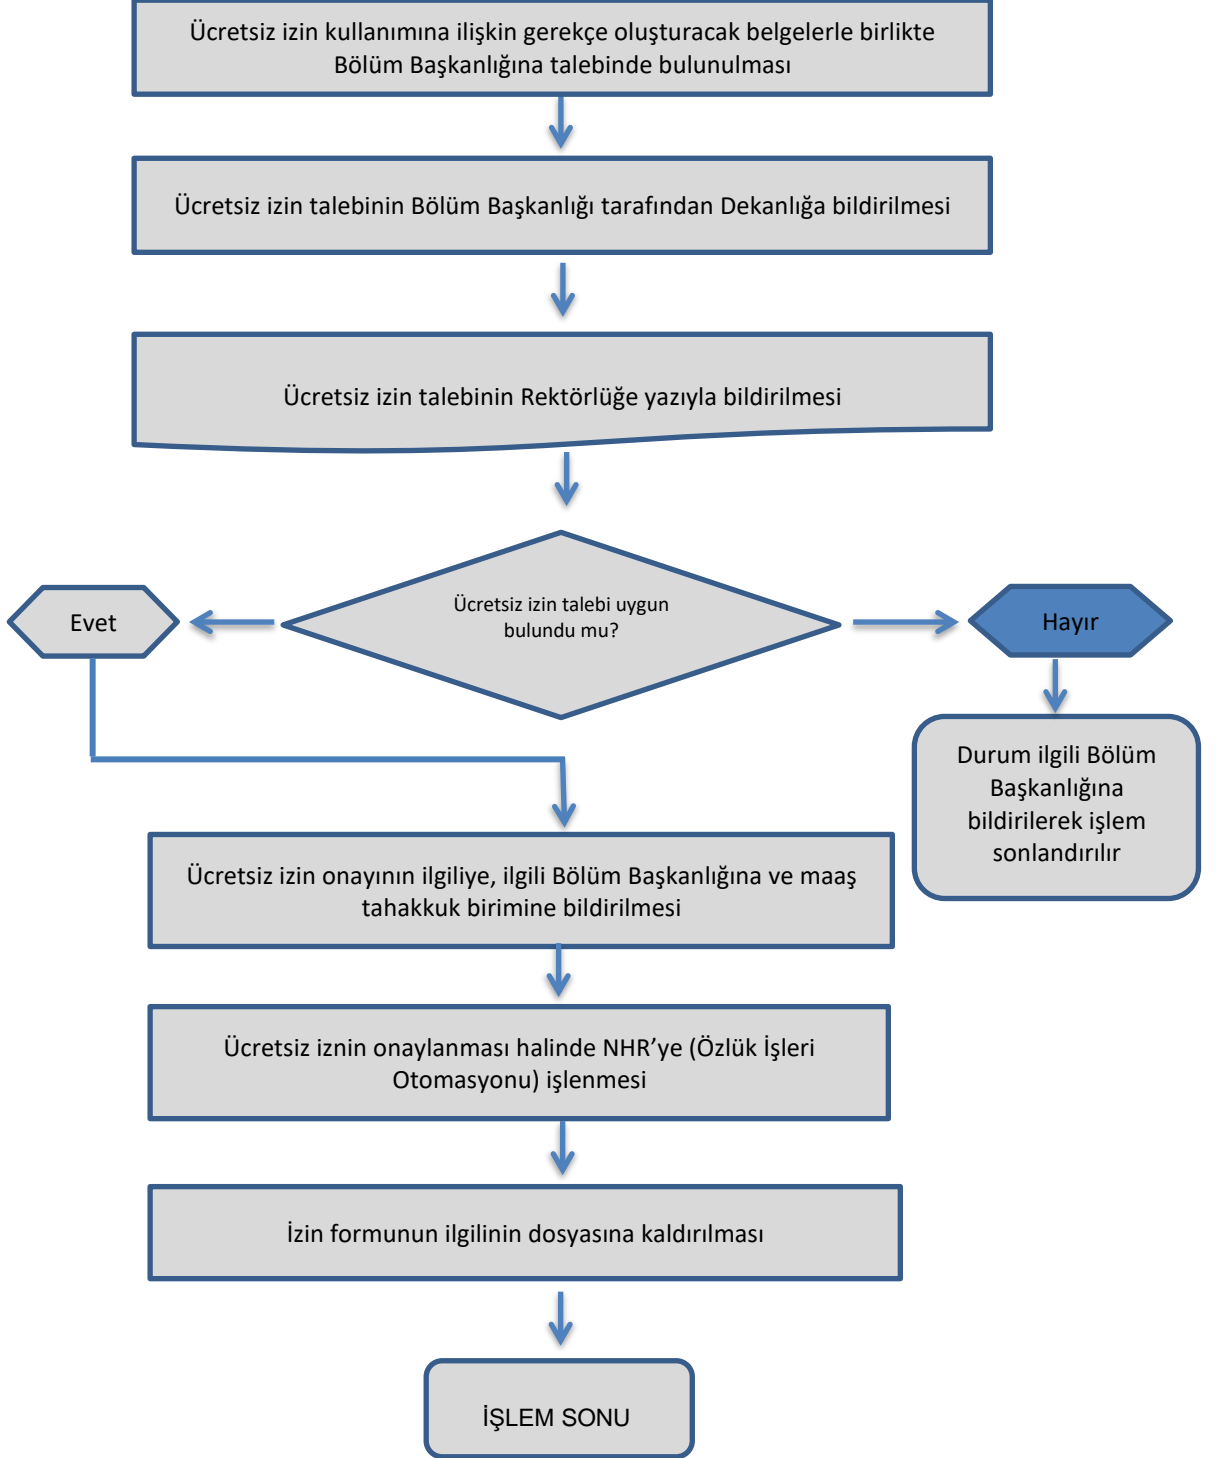 Ücretsiz izin kullanımına ilişkin gerekçe oluşturacak belgelerle birlikte
Bölüm Başkanlığına talebinde bulunulması
Ücretsiz izin talebinin Bölüm Başkanlığı tarafından Dekanlığa bildirilmesi
Ücretsiz izin talebinin Rektörlüğe yazıyla bildirilmesi
Ücretsiz izin talebi uygun
bulundu mu?
Evet
Hayır
Durum ilgili Bölüm
Başkanlığına
bildirilerek işlem
sonlandırılır
Ücretsiz izin onayının ilgiliye, ilgili Bölüm Başkanlığına ve maaş
tahakkuk birimine bildirilmesi
Ücretsiz iznin onaylanması halinde NHR’ye (Özlük İşleri
Otomasyonu) işlenmesi
İzin formunun ilgilinin dosyasına kaldırılması
İŞLEM SONU